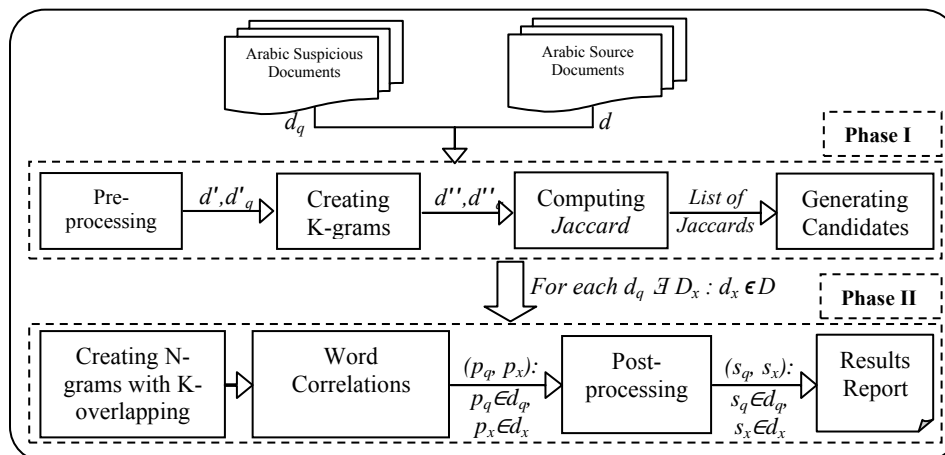 Arabic Suspicious
Documents
Arabic Source
Documents
d_q
d
Phase I
Pre-
processing
d',d'_q
Creating
K-grams
d'',d''_q
Computing
Jaccard
List of
Jaccards
Generating
Candidates
For each d_q ∃ D_x : d_x ϵ D
Phase II
Creating N-
grams with K-
overlapping
Word
Correlations
(p_q, p_x):
p_q∈d_q,
p_x∈d_x
Post-
processing
(s_q, s_x):
s_q∈d_q,
s_x∈d_x
Results
Report